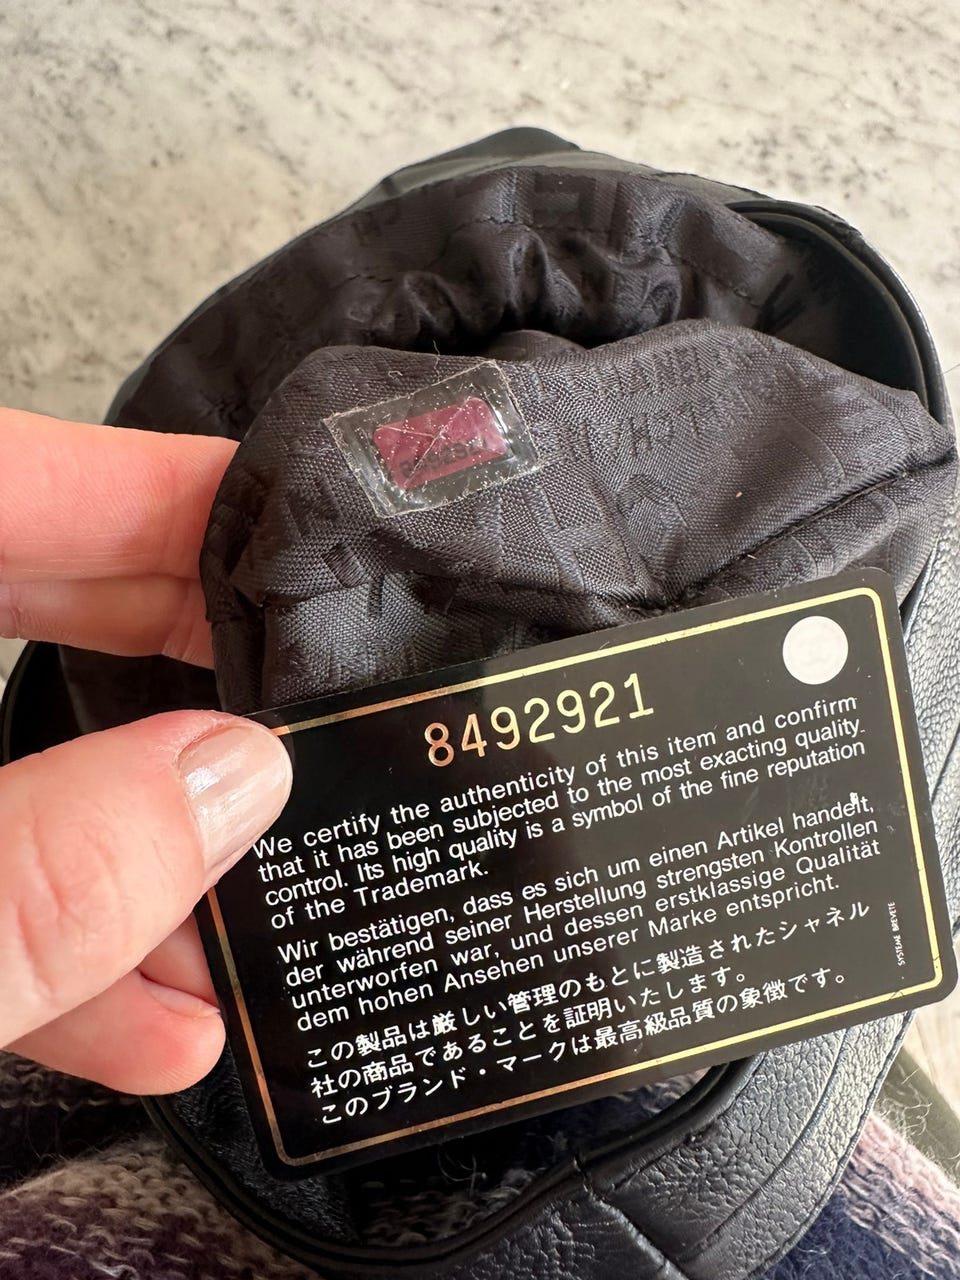 CHANEL
8492921
We certify the authenticity of this item and confirm
that it has been subjected to the most exacting quality
control. Its high quality is a symbol of the fine reputation
of the Trademark.
Wir bestätigen, dass es sich um einen Artikel handelt,
der während seiner Herstellung strengsten Kontrollen
unterworfen war, und dessen erstklassige Qualität
dem hohen Ansehen unserer Marke entspricht.
この製品は厳しい管理のもとに製造されたシャネル
社の商品であることを証明いたします。
このブランド・マークは最高級品質の象徴です。
SYSTEME BREVETE